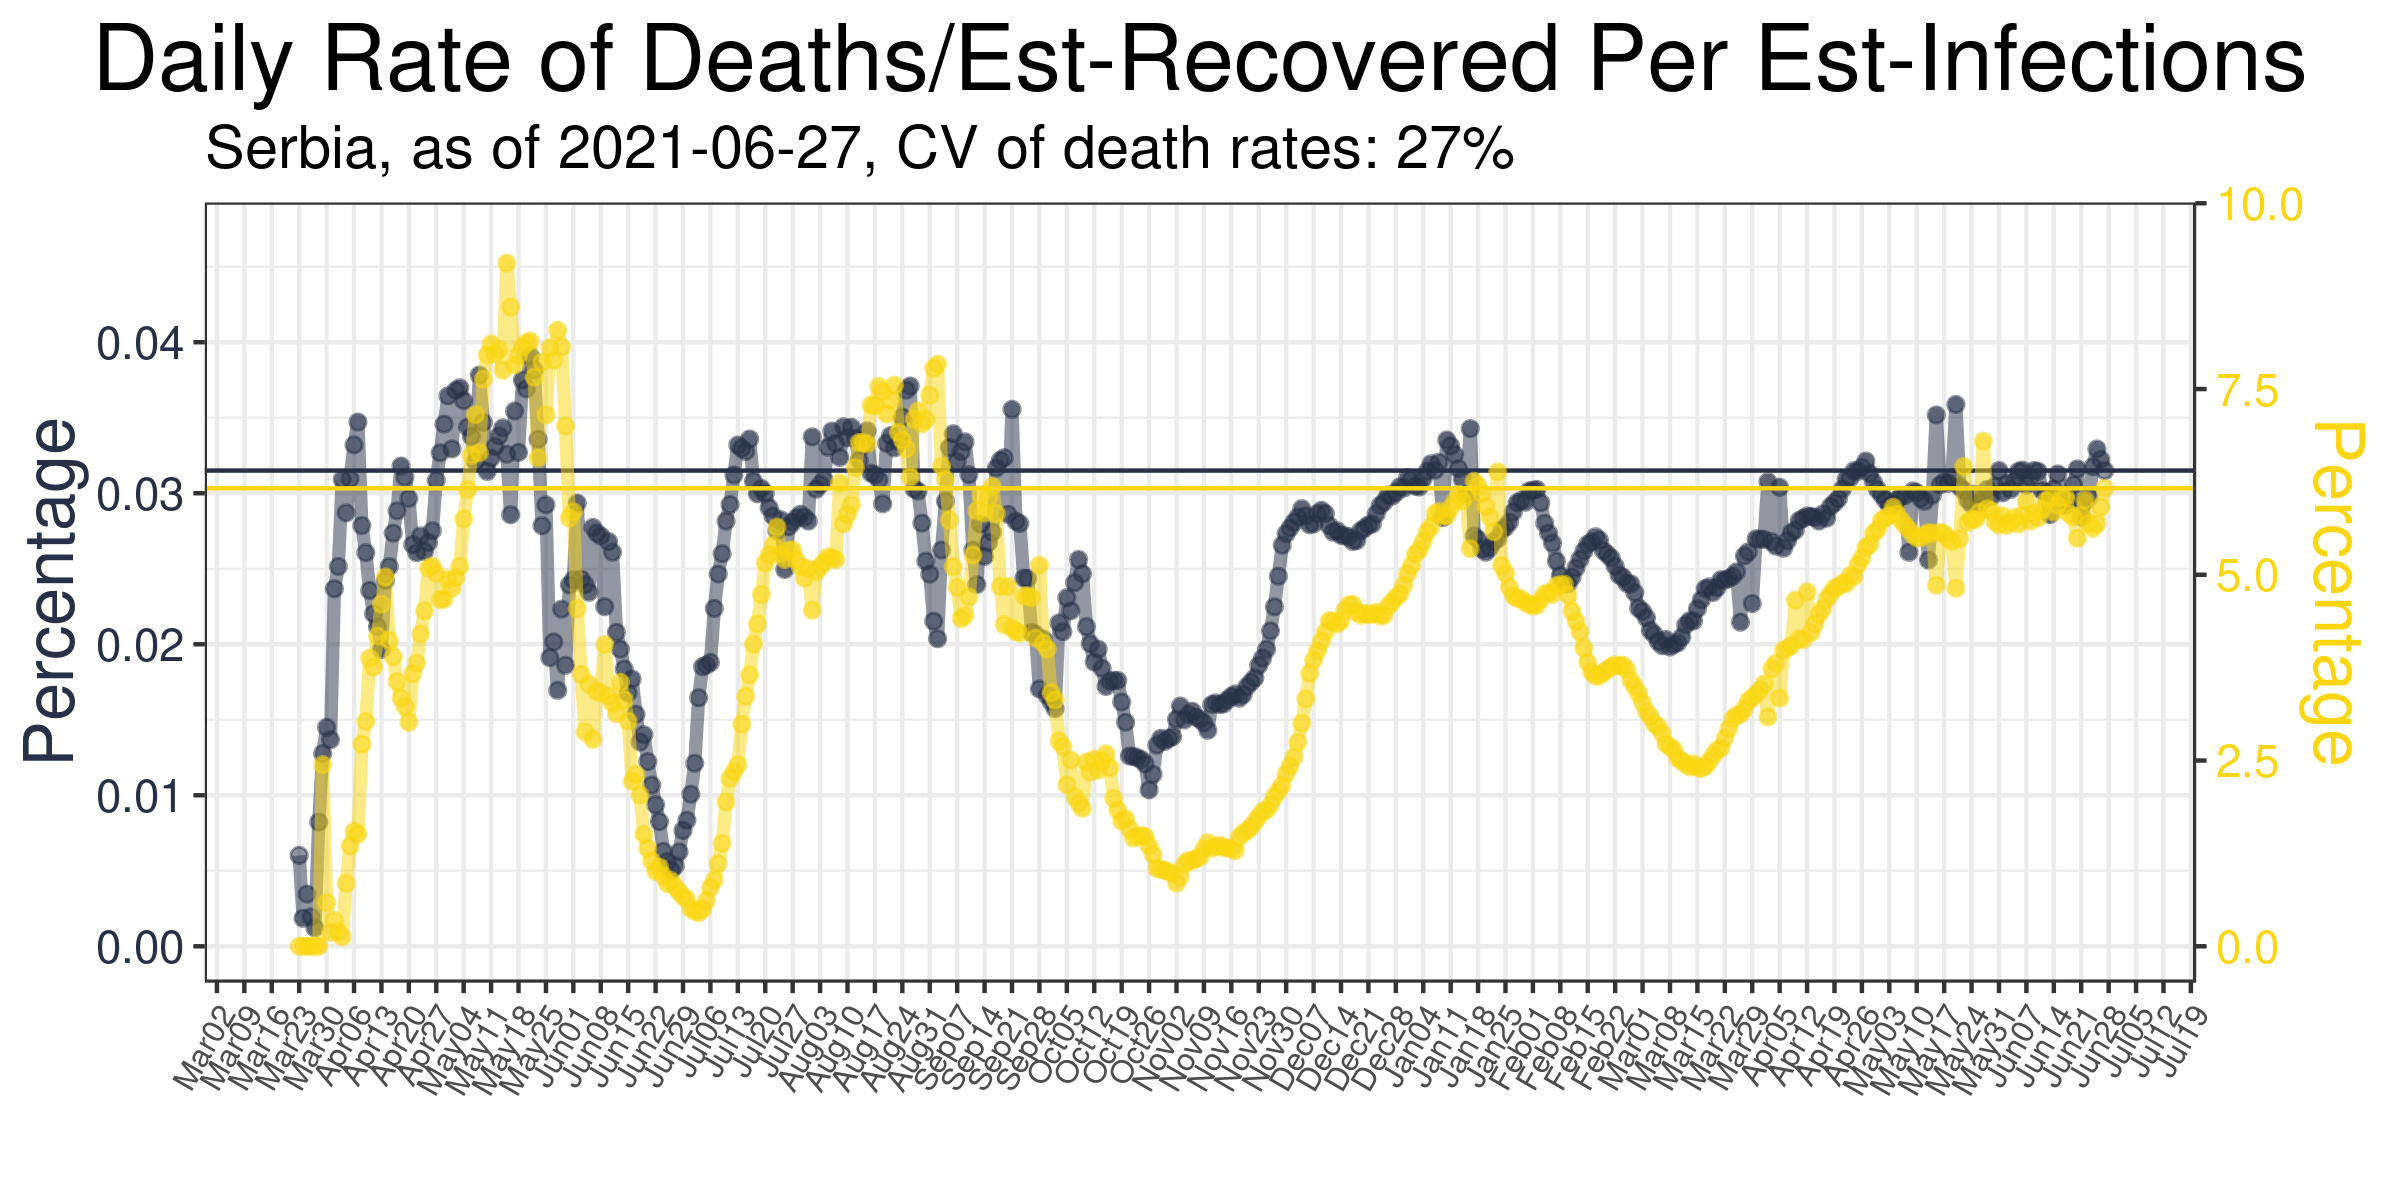 Daily Rate of Deaths/Est-Recovered Per Est-Infections
Serbia, as of 2021-06-27, CV of death rates: 27%
Percentage
0.04
0.03
0.02
0.01
0.00
10.0
7.5
5.0
2.5
0.0
Percentage
Mar02
Mar09
Mar16
Mar23
Mar30
Apr06
Apr13
Apr20
Apr27
May04
May11
May18
May25
Jun01
Jun08
Jun15
Jun22
Jun29
Jul06
Jul13
Jul20
Jul27
Aug03
Aug10
Aug17
Aug24
Aug31
Sep07
Sep14
Sep21
Sep28
Oct05
Oct12
Oct19
Oct26
Nov02
Nov09
Nov16
Nov23
Nov30
Dec07
Dec14
Dec21
Dec28
Jan04
Jan11
Jan18
Jan25
Feb01
Feb08
Feb15
Feb22
Mar01
Mar08
Mar15
Mar22
Mar29
Apr05
Apr12
Apr19
Apr26
May03
May10
May17
May24
May31
Jun07
Jun14
Jun21
Jun28
Jul05
Jul12
Jul19